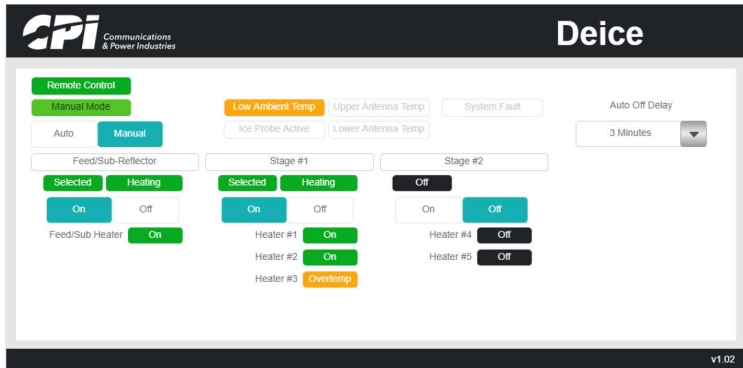 CPI Communications
& Power Industries
Deice
Remote Control
Manual Mode
Low Ambient Temp Upper Antenna Temp System Fault Auto Off Delay
Auto Manual Ice Probe Active Lower Antenna Temp 3 Minutes
Feed/Sub-Reflector Stage #1 Stage #2
Selected Heating Selected Heating Off
On Off On Off On Off
Feed/Sub Heater On Heater #1 On Heater #4 Off
Heater #2 On Heater #5 Off
Heater #3 Overtemp
v1.02